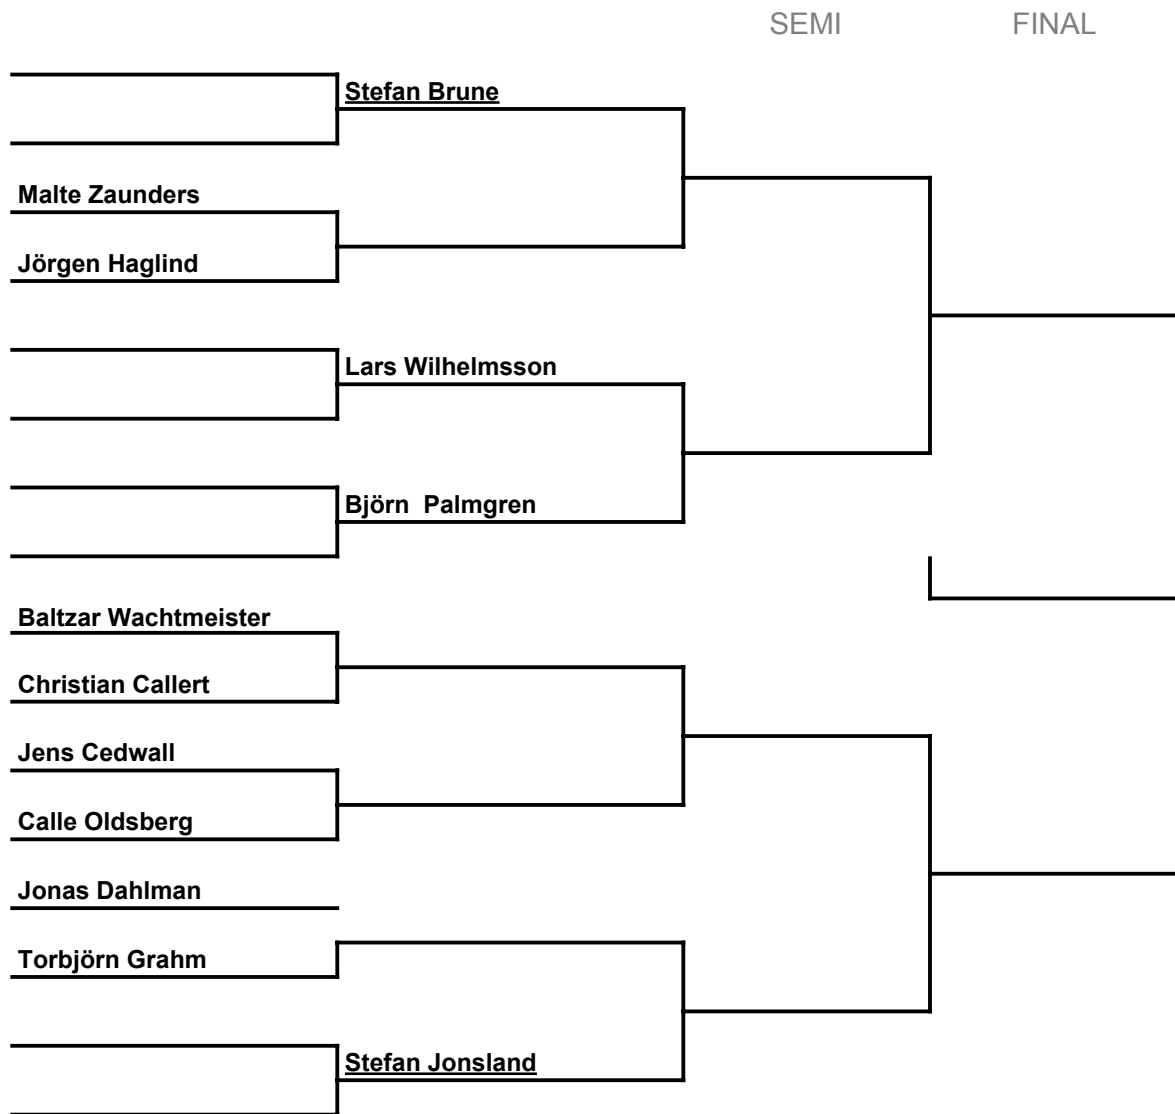 SEMI FINAL
Stefan Brune
Malte Zaunders
Jörgen Haglind
Lars Wilhelmsson
Björn  Palmgren
Baltzar Wachtmeister
Christian Callert
Jens Cedwall
Calle Oldsberg
Jonas Dahlman
Torbjörn Grahm
Stefan Jonsland